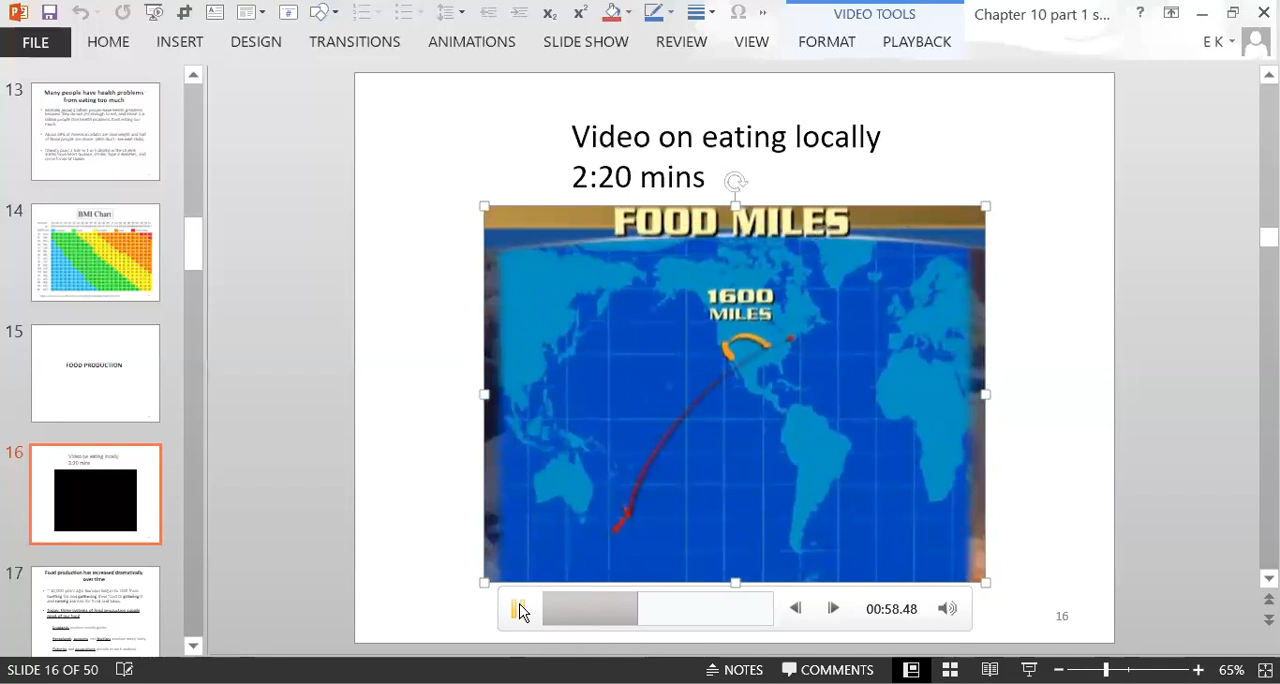 VIDEO TOOLS
Chapter 10 part 1 s...
?
FILE
HOME
INSERT
DESIGN
TRANSITIONS
ANIMATIONS
SLIDE SHOW
REVIEW
VIEW
FORMAT
PLAYBACK
E K
13
Many people have health problems
from eating too much
14
BMI Chart
15
FOOD PRODUCTION
16
Video on eating locally
2:20 mins
17
Food production has increased dramatically
over time
Video on eating locally
2:20 mins
FOOD MILES
1600
MILES
00:58.48
16
SLIDE 16 OF 50
NOTES
COMMENTS
65%